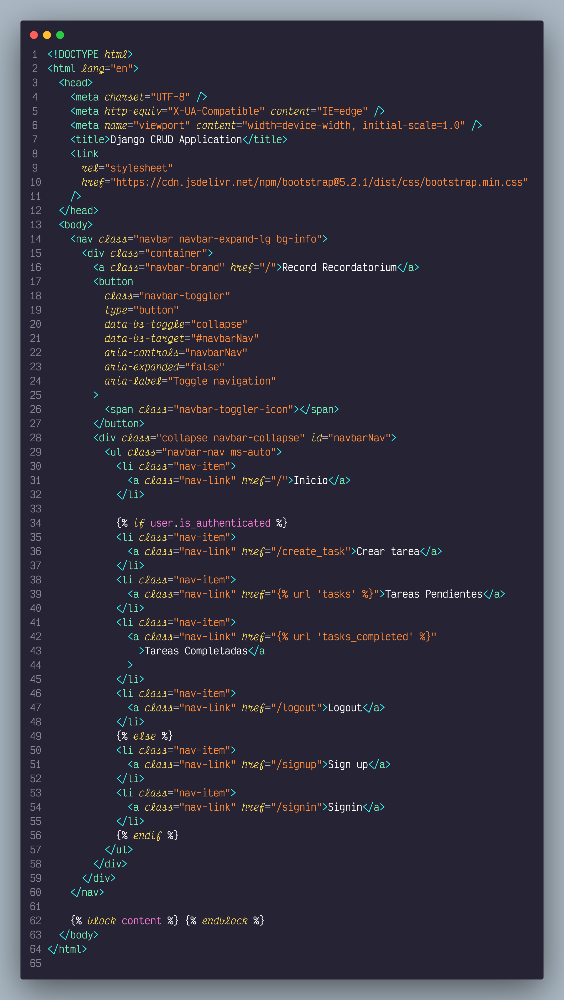 1 <!DOCTYPE html>
2 <html lang="en">
3   <head>
4     <meta charset="UTF-8" />
5     <meta http-equiv="X-UA-Compatible" content="IE=edge" />
6     <meta name="viewport" content="width=device-width, initial-scale=1.0" />
7     <title>Django CRUD Application</title>
8     <link
9       rel="stylesheet"
10       href="https://cdn.jsdelivr.net/npm/bootstrap@5.2.1/dist/css/bootstrap.min.css"
11     />
12   </head>
13   <body>
14     <nav class="navbar navbar-expand-lg bg-info">
15       <div class="container">
16         <a class="navbar-brand" href="/">Record Recordatorium</a>
17         <button
18           class="navbar-toggler"
19           type="button"
20           data-bs-toggle="collapse"
21           data-bs-target="#navbarNav"
22           aria-controls="navbarNav"
23           aria-expanded="false"
24           aria-label="Toggle navigation"
25         >
26           <span class="navbar-toggler-icon"></span>
27         </button>
28         <div class="collapse navbar-collapse" id="navbarNav">
29           <ul class="navbar-nav ms-auto">
30             <li class="nav-item">
31               <a class="nav-link" href="/">Inicio</a>
32             </li>
33
34             {% if user.is_authenticated %}
35             <li class="nav-item">
36               <a class="nav-link" href="/create_task">Crear tarea</a>
37             </li>
38             <li class="nav-item">
39               <a class="nav-link" href="{% url 'tasks' %}">Tareas Pendientes</a>
40             </li>
41             <li class="nav-item">
42               <a class="nav-link" href="{% url 'tasks_completed' %}"
43                 >Tareas Completadas</a
44               >
45             </li>
46             <li class="nav-item">
47               <a class="nav-link" href="/logout">Logout</a>
48             </li>
49             {% else %}
50             <li class="nav-item">
51               <a class="nav-link" href="/signup">Sign up</a>
52             </li>
53             <li class="nav-item">
54               <a class="nav-link" href="/signin">Signin</a>
55             </li>
56             {% endif %}
57           </ul>
58         </div>
59       </div>
60     </nav>
61
62     {% block content %} {% endblock %}
63   </body>
64 </html>
65